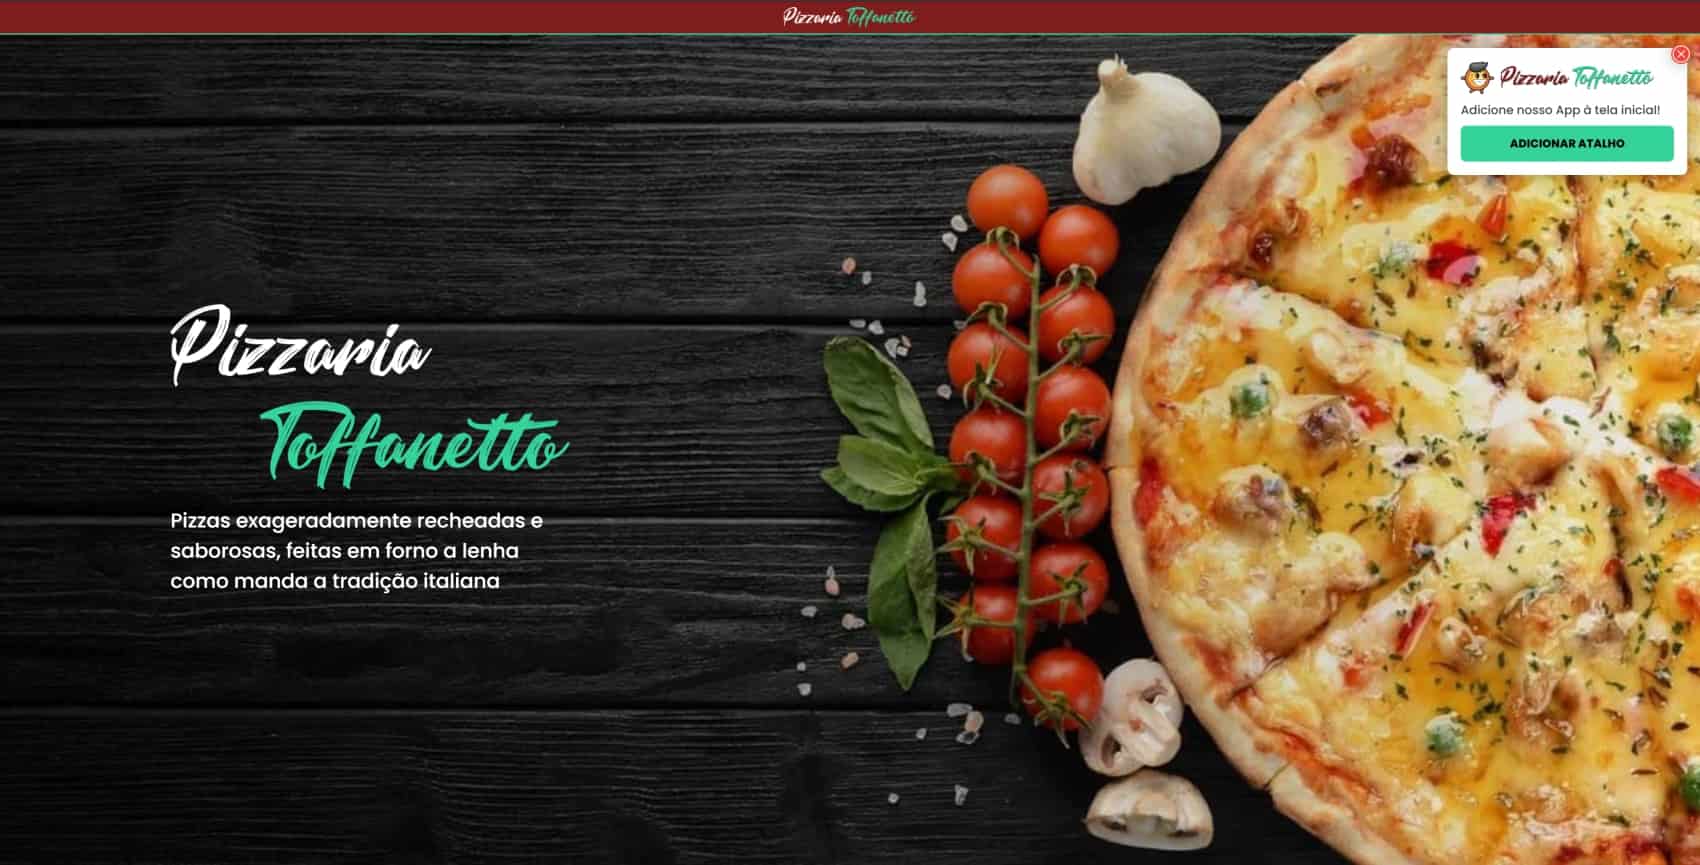 Pizzaria Toffanetto
Pizzaria Toffanetto
Adicione nosso App à tela inicial!
ADICIONAR ATALHO
Pizzaria
Toffanetto
Pizzas exageradamente recheadas e
saborosas, feitas em forno a lenha
como manda a tradição italiana